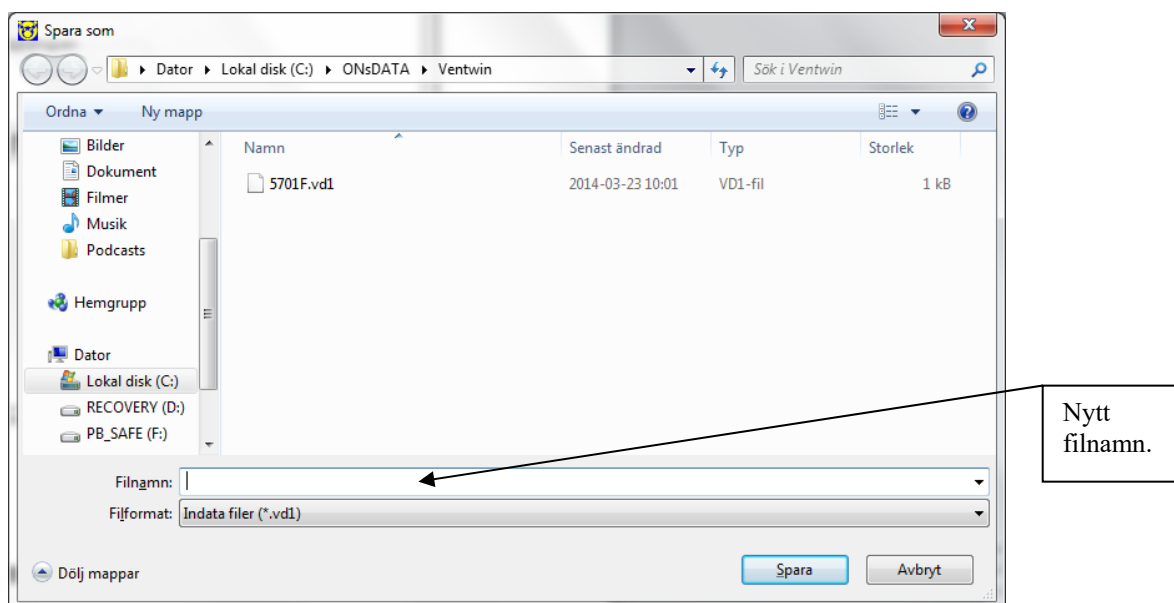 Spara som
Dator Lokal disk (C:) ONsDATA Ventwin
Sök i Ventwin
Ordna Ny mapp
Bilder
Dokument
Filmer
Musik
Podcasts
Hemgrupp
Dator
Lokal disk (C:)
RECOVERY (D:)
PB_SAFE (F:)
Namn Senast ändrad Typ Storlek
5701F.vd1 2014-03-23 10:01 VD1-fil 1 kB
Nytt
filnamn.
Filnamn:
Filformat: Indata filer (*.vd1)
Dölj mappar
Spara Avbryt